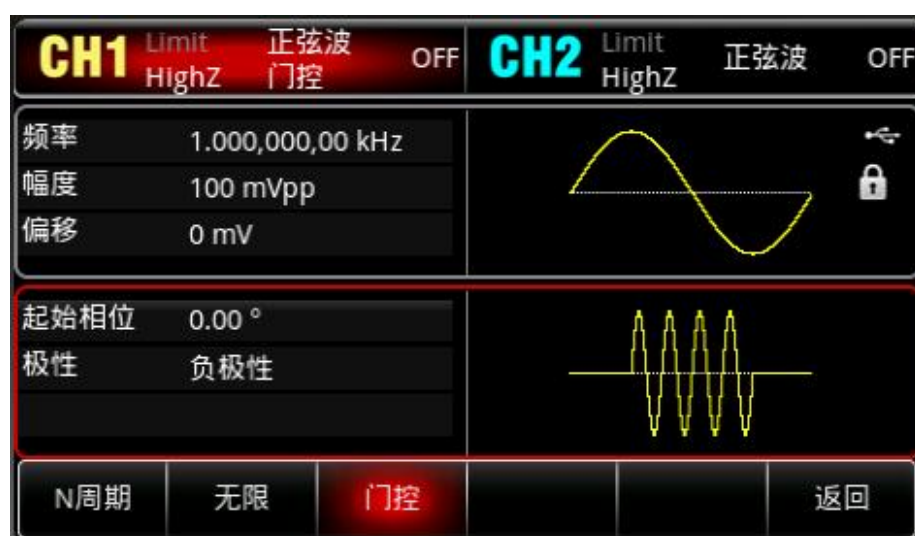 CH1 Limit 正弦波 OFF CH2 Limit 正弦波 OFF
HighZ 门控 HighZ
频率 1.000,000,00 kHz
幅度 100 mVpp
偏移 0 mV
起始相位 0.00 °
极性 负极性
N周期 无限 门控 返回